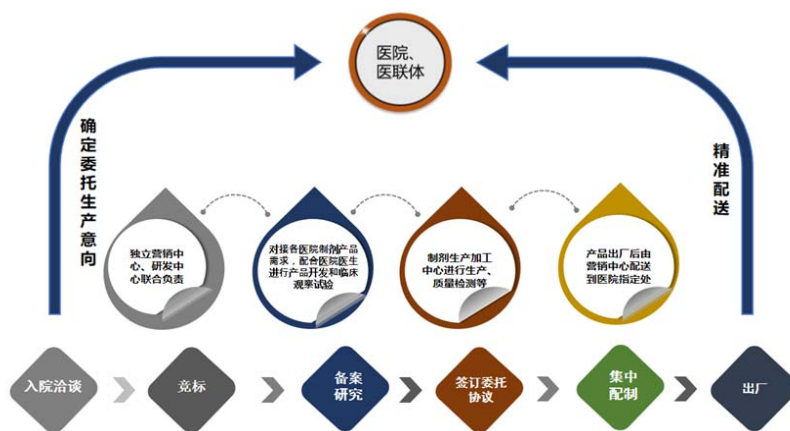 医院、
医联体
确定委托生产意向
精准配送
独立营销中
心、研发中
心联合负责
对接各医院制剂产品
需求，配合医院医生
进行产品开发和临床
观察试验
制剂生产加工
中心进行生产、
质量检测等
产品出厂后由
营销中心配送
到医院指定处
入院洽谈
竞标
备案
研究
签订委托
协议
集中
配制
出厂